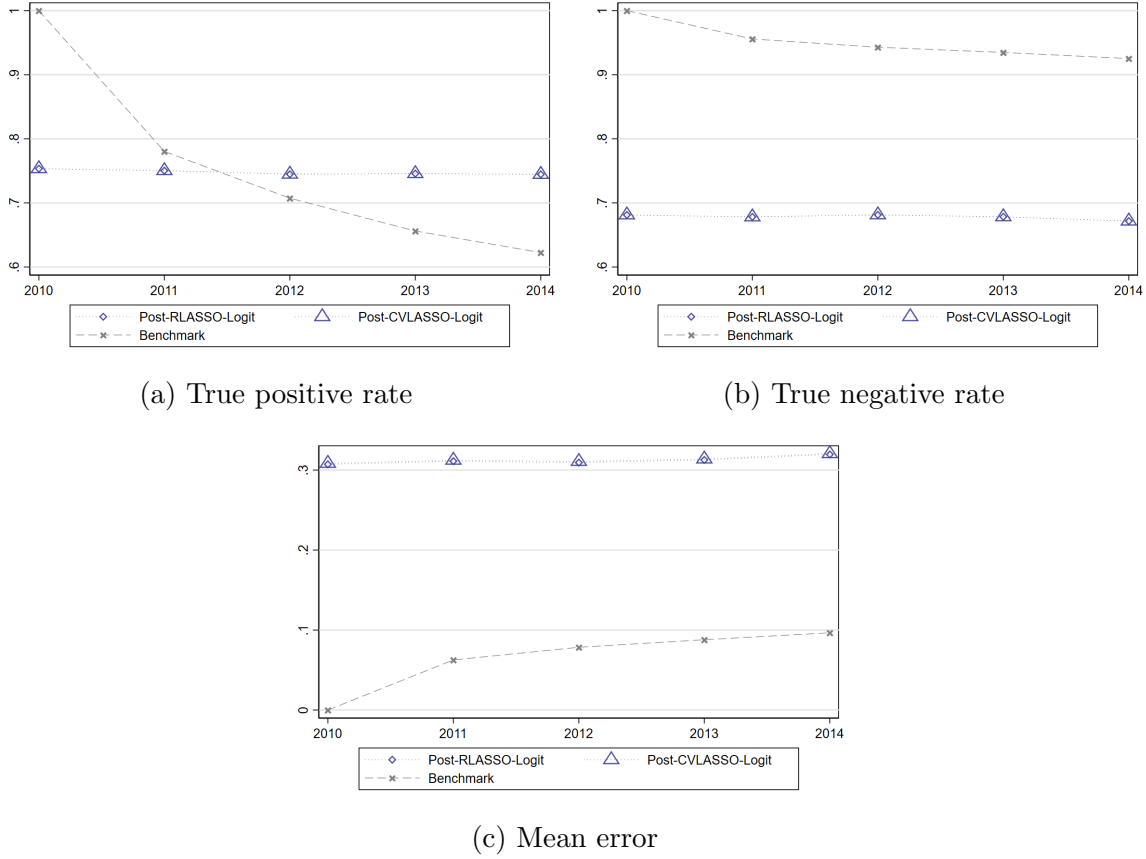 1
.9
.8
.7
.6
2010 2011 2012 2013 2014
Post-RLASSO-Logit Post-CVLASSO-Logit
Benchmark
(a) True positive rate
1
.9
.8
.7
.6
2010 2011 2012 2013 2014
Post-RLASSO-Logit Post-CVLASSO-Logit
Benchmark
(b) True negative rate
.3
.2
.1
0
2010 2011 2012 2013 2014
Post-RLASSO-Logit Post-CVLASSO-Logit
Benchmark
(c) Mean error